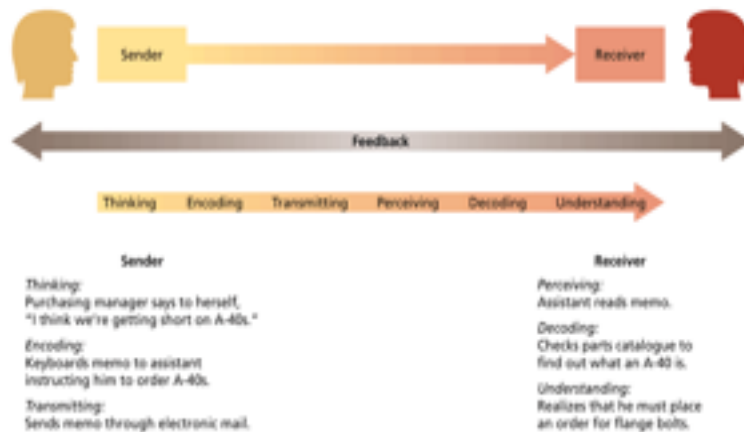 Sender
Receiver
Feedback
Thinking Encoding Transmitting Perceiving Decoding Understanding
Sender
Thinking:
Purchasing manager says to herself,
“I think we're getting short on A-40s.”
Encoding:
Keyboards memo to assistant
instructing him to order A-40s.
Transmitting:
Sends memo through electronic mail.
Receiver
Perceiving:
Assistant reads memo.
Decoding:
Checks parts catalogue to
find out what an A-40 is.
Understanding:
Realizes that he must place
an order for flange bolts.